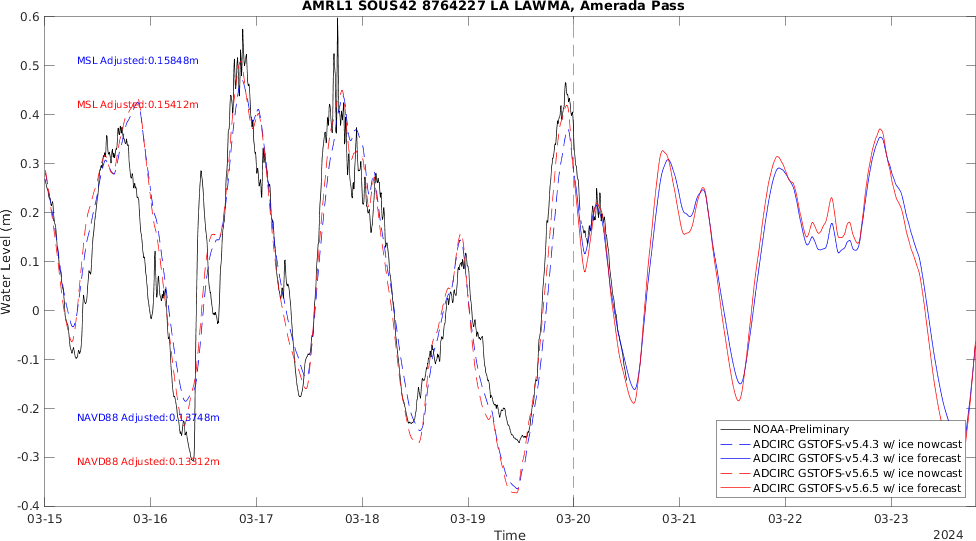 AMRL1 SOUS42 8764227 LA LAWMA, Amerada Pass
0.6
0.5
0.4
0.3
0.2
0.1
0
-0.1
-0.2
-0.3
-0.4
Water Level (m)
MSL Adjusted:0.15848m
MSL Adjusted:0.15412m
NAVD88 Adjusted:0.13748m
NAVD88 Adjusted:0.13312m
NOAA-Preliminary
ADCIRC GSTOFS-v5.4.3 w/ ice nowcast
ADCIRC GSTOFS-v5.4.3 w/ ice forecast
ADCIRC GSTOFS-v5.6.5 w/ ice nowcast
ADCIRC GSTOFS-v5.6.5 w/ ice forecast
03-15 03-16 03-17 03-18 03-19 03-20 03-21 03-22 03-23
Time
2024